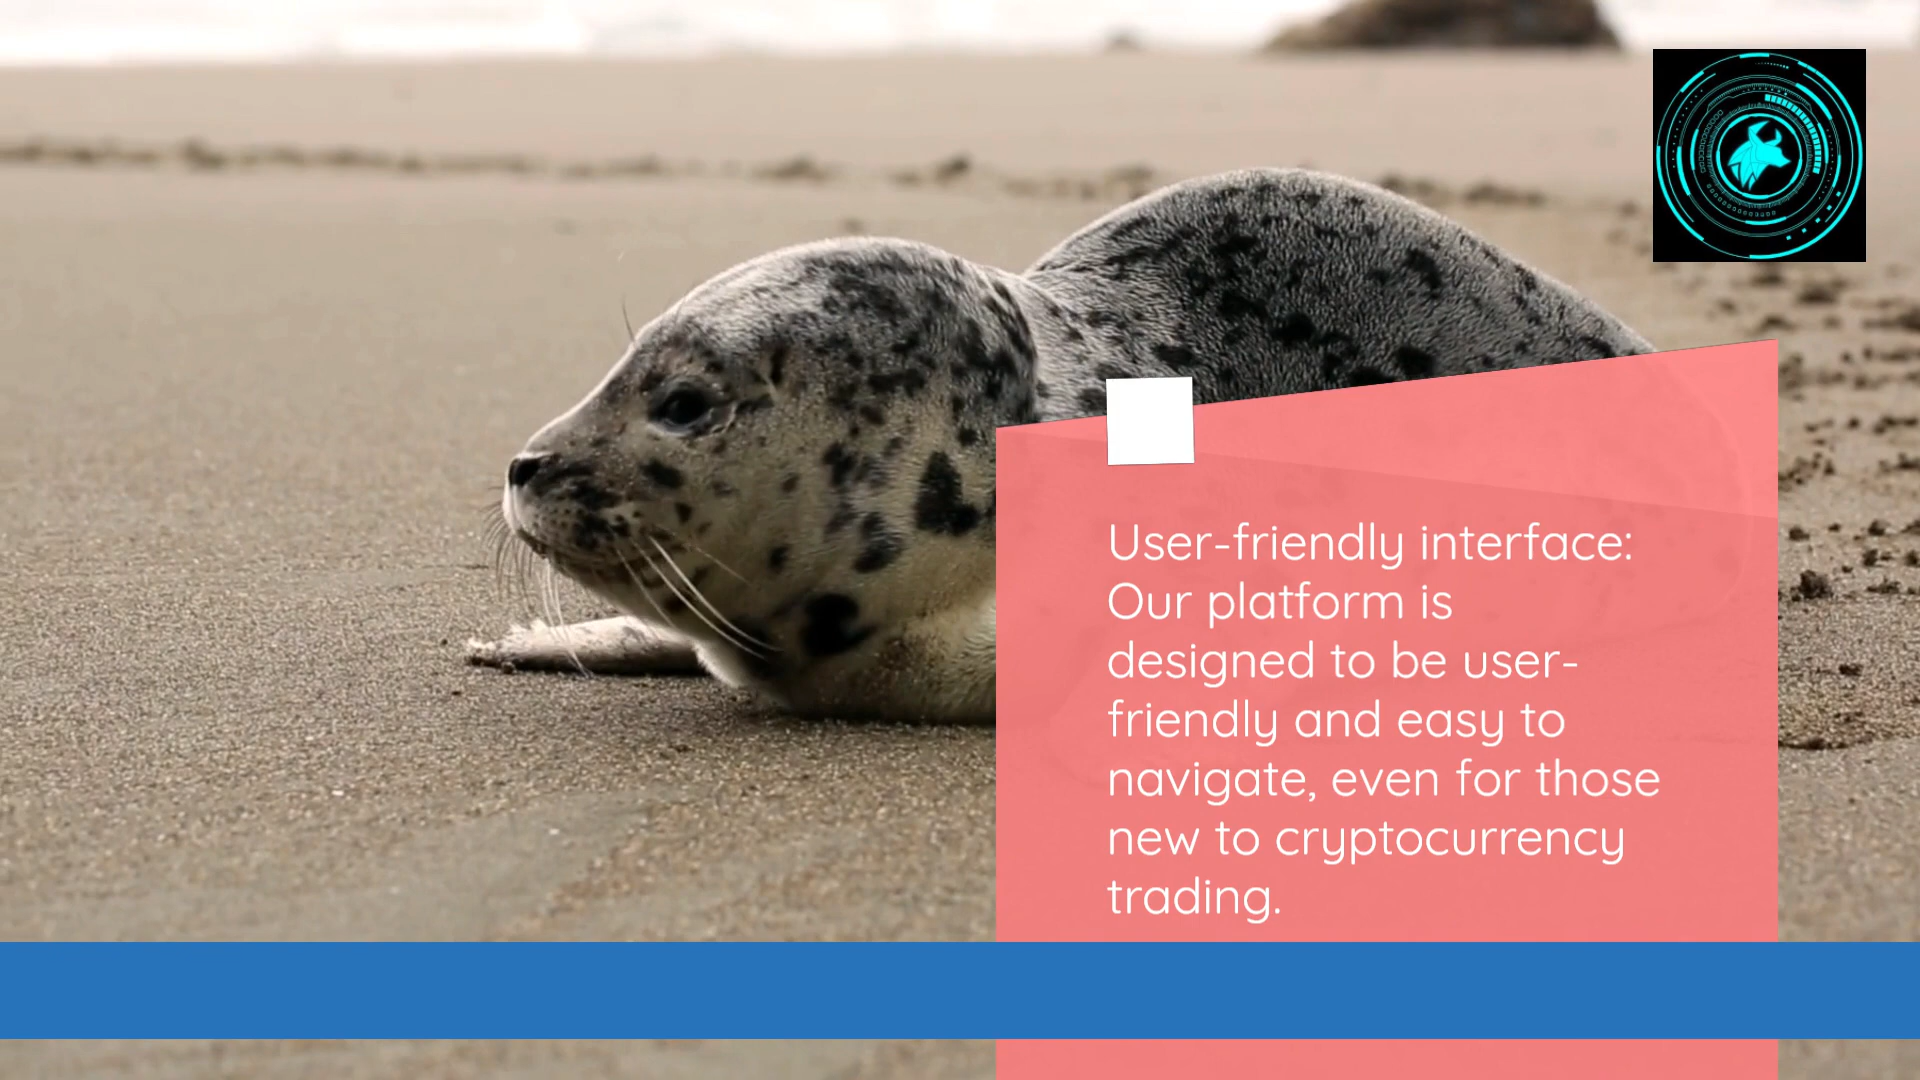 User-friendly interface:
Our platform is
designed to be user-
friendly and easy to
navigate, even for those
new to cryptocurrency
trading.